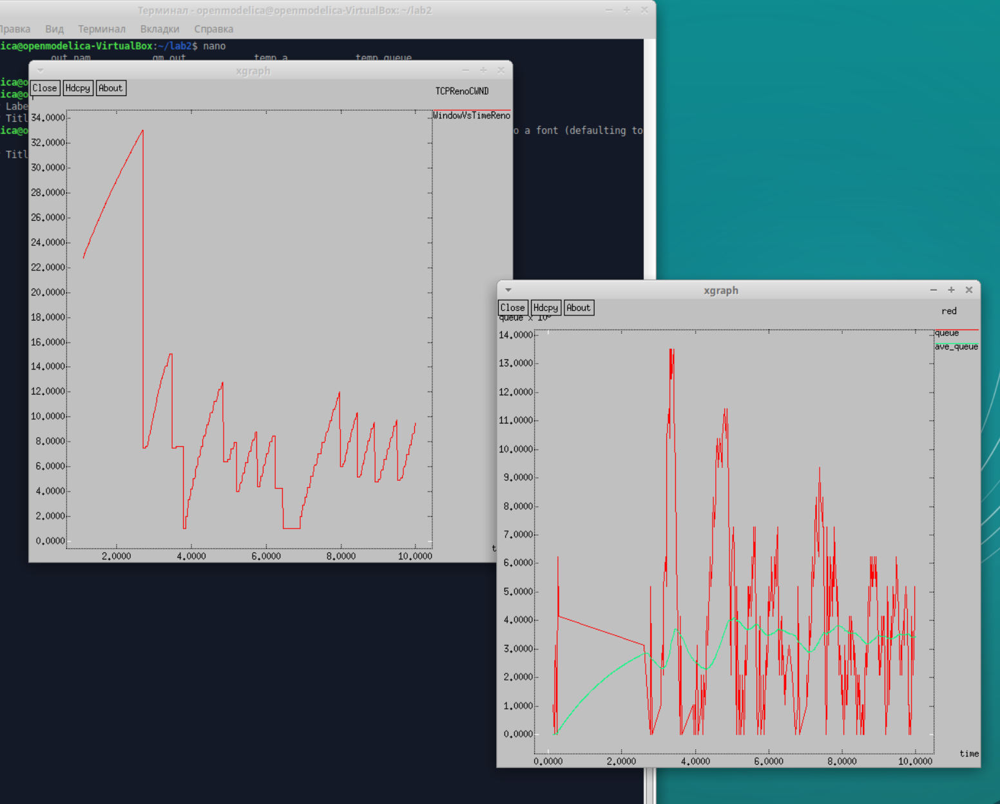 Терминал - openmodelica@openmodelica-VirtualBox: ~/lab2
Правка Вид Терминал Вкладки Справка
ica@openmodelica-VirtualBox:~/lab2$ nano
out.nam qm.out temp.a temp.queue
ica@o
ica@o
Labe
Titl
ica@o
o a font (defaulting to
Titl
xgraph
Close Hdcpy About
TCPRenoCWND
WindowVsTimeReno
34.0000
32.0000
30.0000
28.0000
26.0000
24.0000
22.0000
20.0000
18.0000
16.0000
14.0000
12.0000
10.0000
8.0000
6.0000
4.0000
2.0000
0.0000
2.0000 4.0000 6.0000 8.0000 10.0000
t
xgraph
Close Hdcpy About
queue x 10
red
queue
ave_queue
14.0000
13.0000
12.0000
11.0000
10.0000
9.0000
8.0000
7.0000
6.0000
5.0000
4.0000
3.0000
2.0000
1.0000
0.0000
time
0.0000 2.0000 4.0000 6.0000 8.0000 10.0000